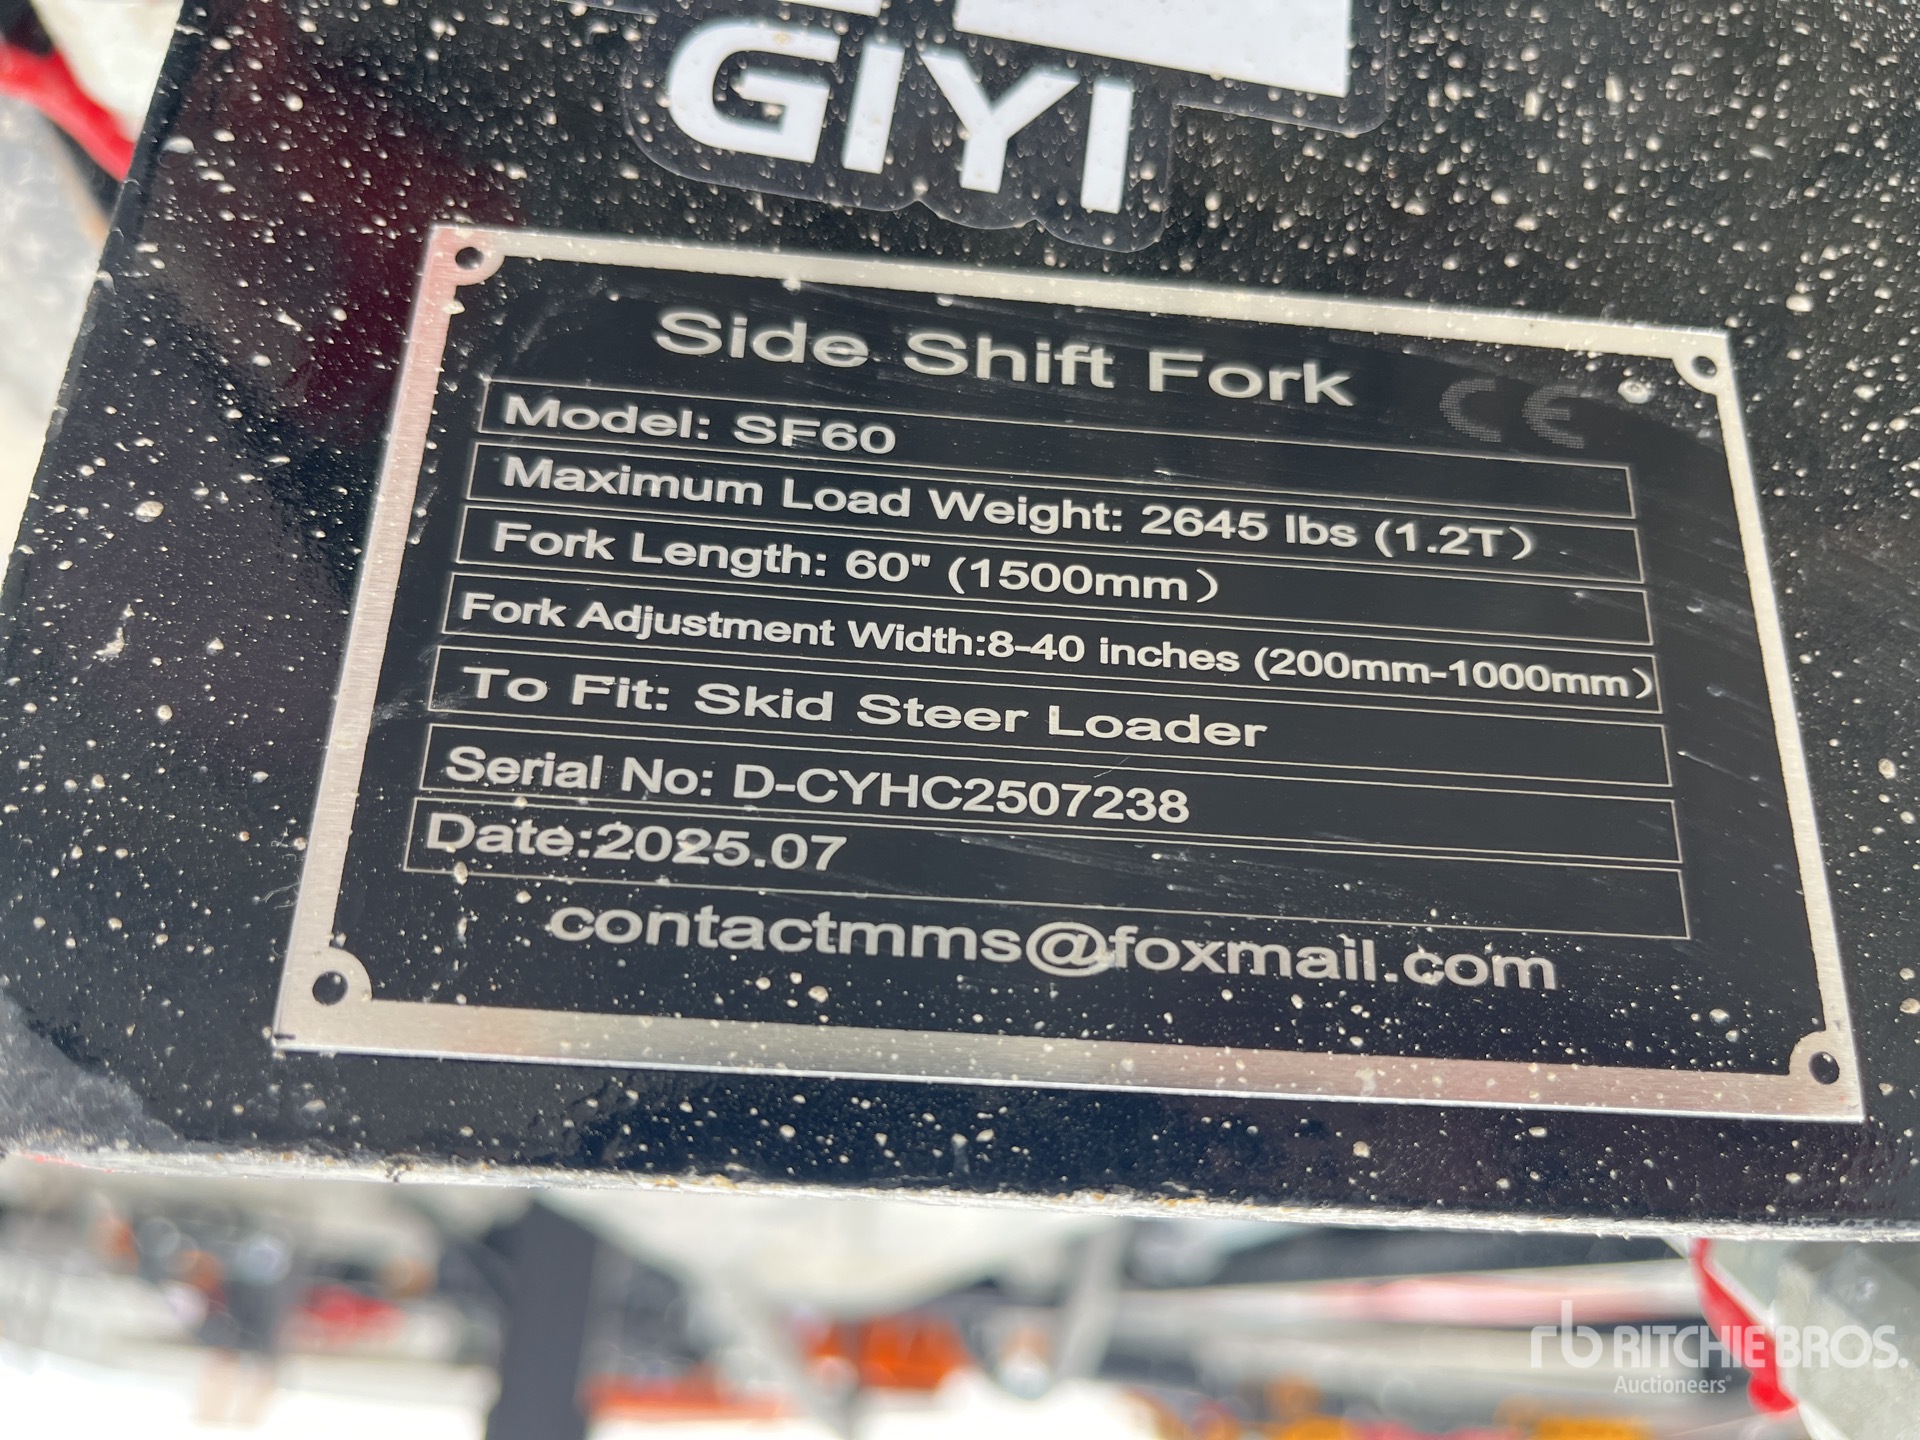 GIYI
Side Shift Fork
CE
Model: SF60
Maximum Load Weight: 2645 lbs (1.2T)
Fork Length: 60" (1500mm)
Fork Adjustment Width:8-40 inches (200mm-1000mm)
To Fit: Skid Steer Loader
Serial No: D-CYHC2507238
Date:2025.07
contactmms@foxmail.com
rb RITCHIE BROS.
Auctioneers